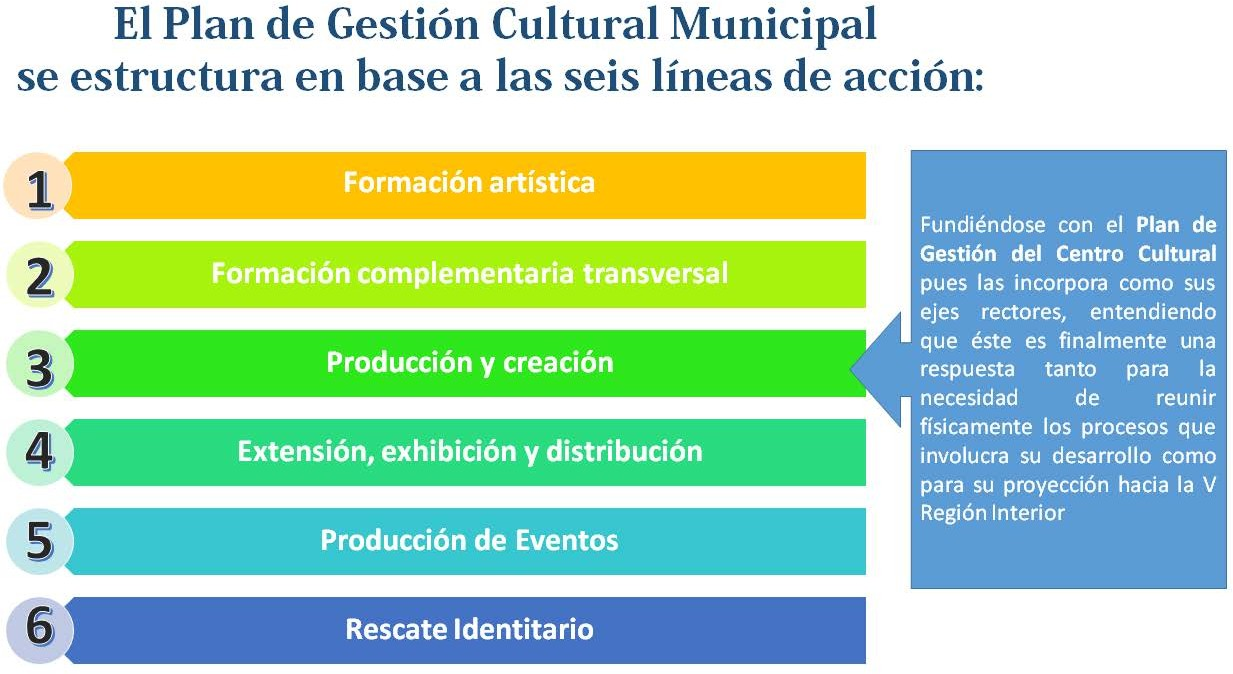 El Plan de Gestión Cultural Municipal
se estructura en base a las seis líneas de acción:
1
Formación artística
2
Formación complementaria transversal
3
Producción y creación
4
Extensión, exhibición y distribución
5
Producción de Eventos
6
Rescate Identitario
Fundiéndose con el Plan de
Gestión del Centro Cultural
pues las incorpora como sus
ejes rectores, entendiendo
que éste es finalmente una
respuesta tanto para la
necesidad de reunir
físicamente los procesos que
involucra su desarrollo como
para su proyección hacia la V
Región Interior